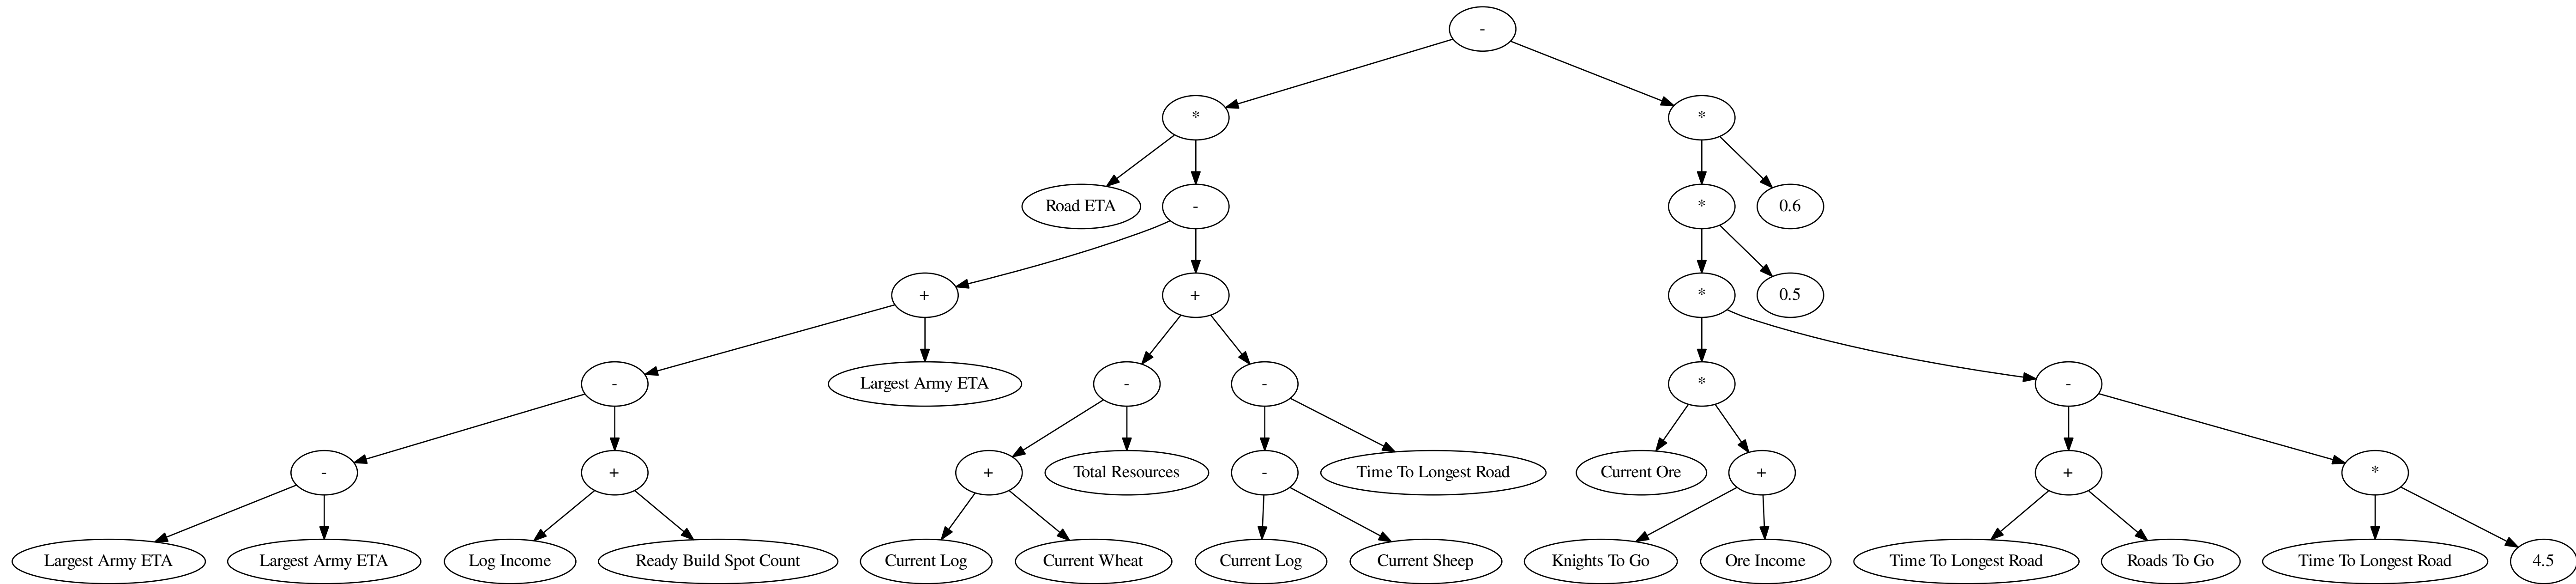 -
* *
Road ETA - * 0.6
+ + * 0.5
- Largest Army ETA - - * -
- + + Total Resources - Time To Longest Road Current Ore + + *
Largest Army ETA Largest Army ETA Log Income Ready Build Spot Count Current Log Current Wheat Current Log Current Sheep Knights To Go Ore Income Time To Longest Road Roads To Go Time To Longest Road 4.5